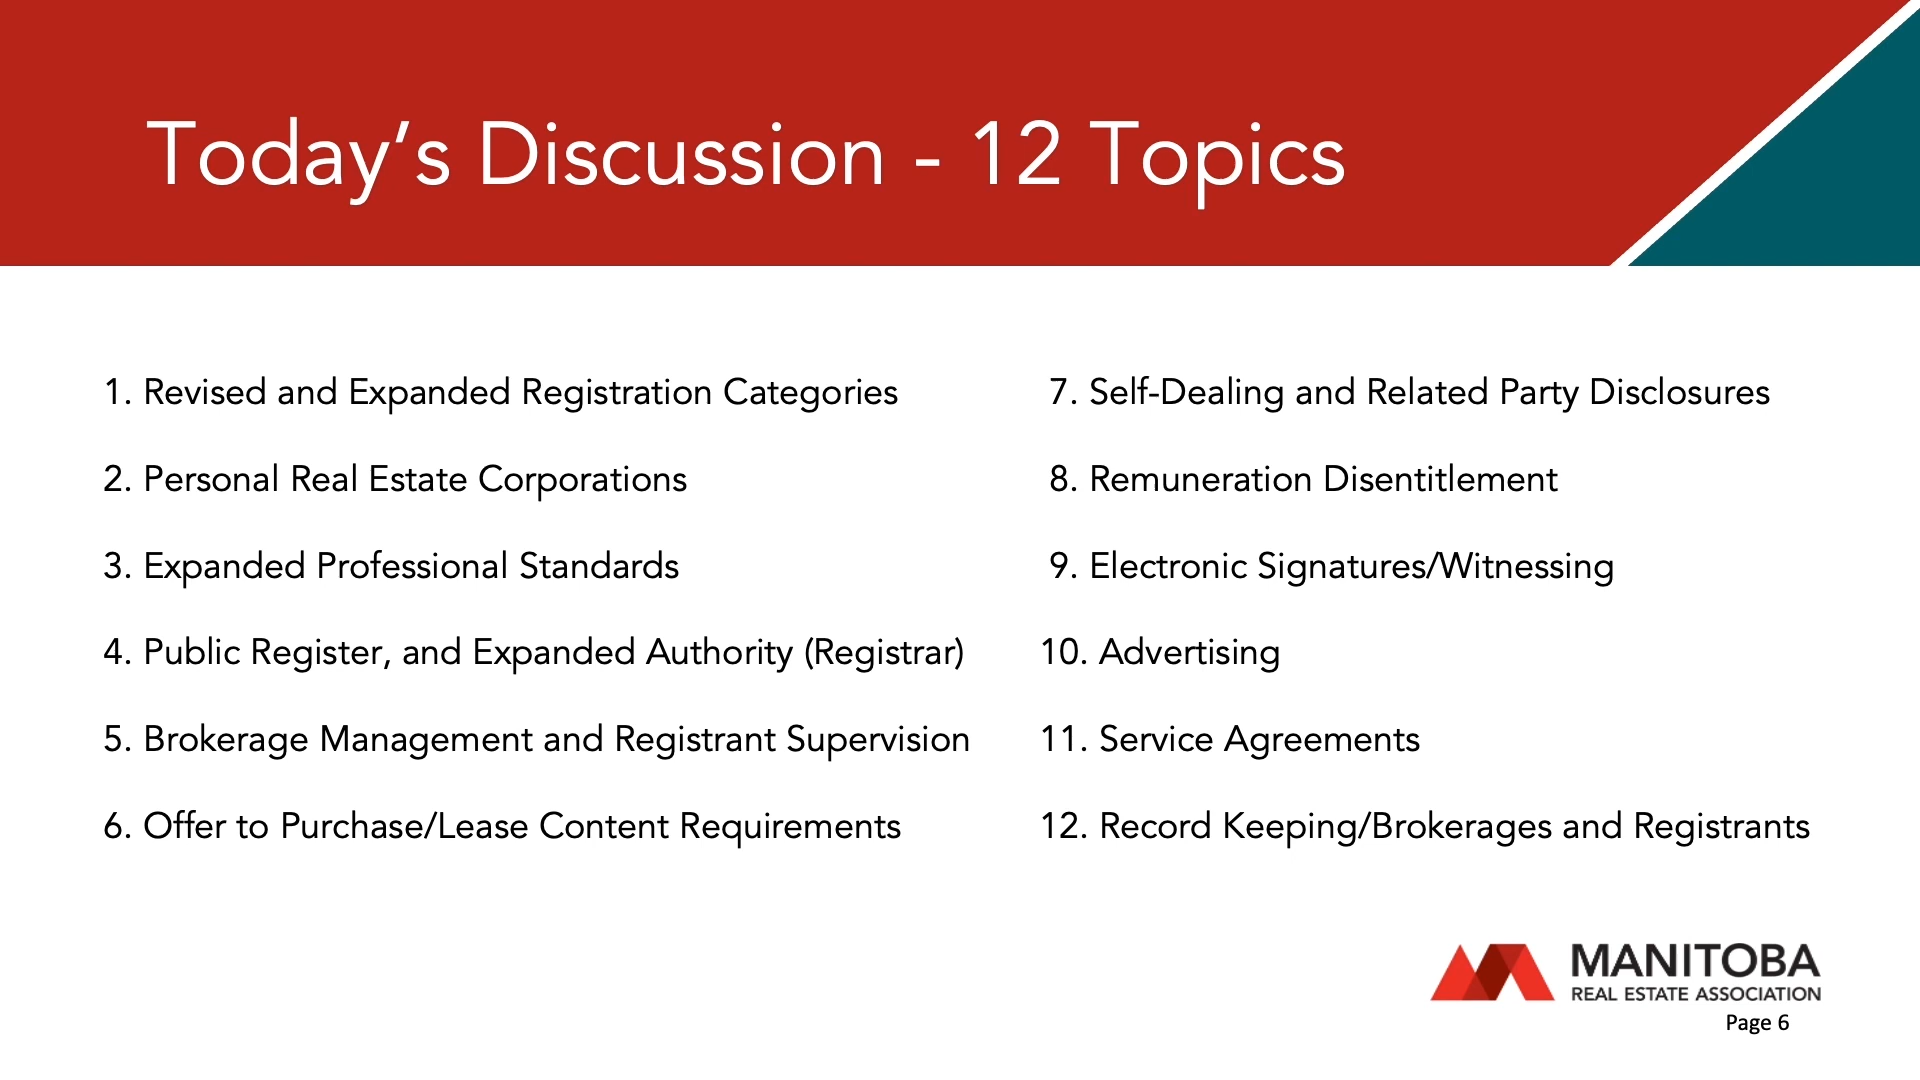 Today's Discussion - 12 Topics
1. Revised and Expanded Registration Categories
2. Personal Real Estate Corporations
3. Expanded Professional Standards
4. Public Register, and Expanded Authority (Registrar)
5. Brokerage Management and Registrant Supervision
6. Offer to Purchase/Lease Content Requirements
7. Self-Dealing and Related Party Disclosures
8. Remuneration Disentitlement
9. Electronic Signatures/Witnessing
10. Advertising
11. Service Agreements
12. Record Keeping/Brokerages and Registrants
MANITOBA
REAL ESTATE ASSOCIATION
Page 6